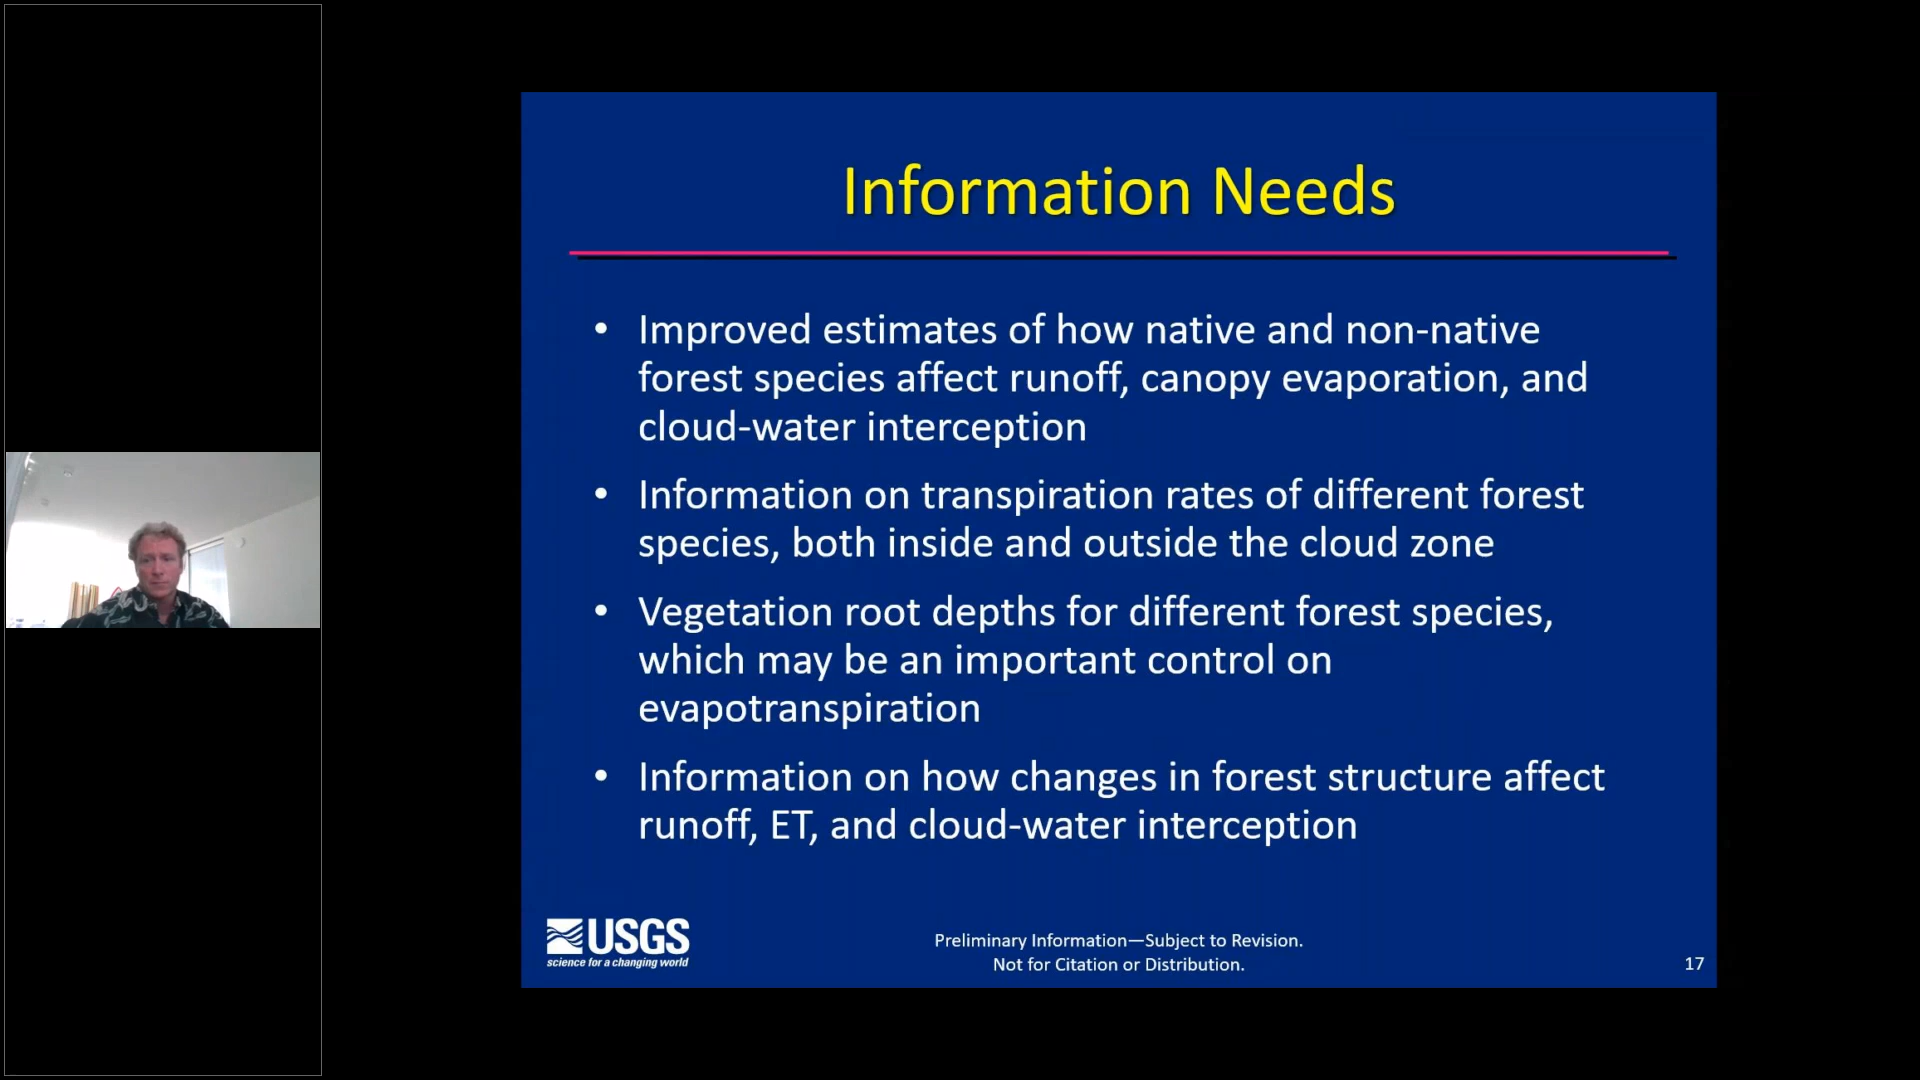 Information Needs
• Improved estimates of how native and non-native
forest species affect runoff, canopy evaporation, and
cloud-water interception
• Information on transpiration rates of different forest
species, both inside and outside the cloud zone
• Vegetation root depths for different forest species,
which may be an important control on
evapotranspiration
• Information on how changes in forest structure affect
runoff, ET, and cloud-water interception
USGS
science for a changing world
Preliminary Information—Subject to Revision.
Not for Citation or Distribution.
17